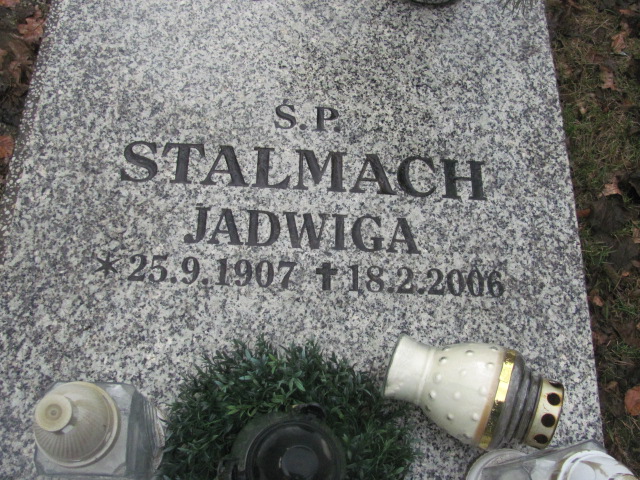 S.P.
STALMACH
JADWIGA
*25.9.1907 ✝18.2.2006